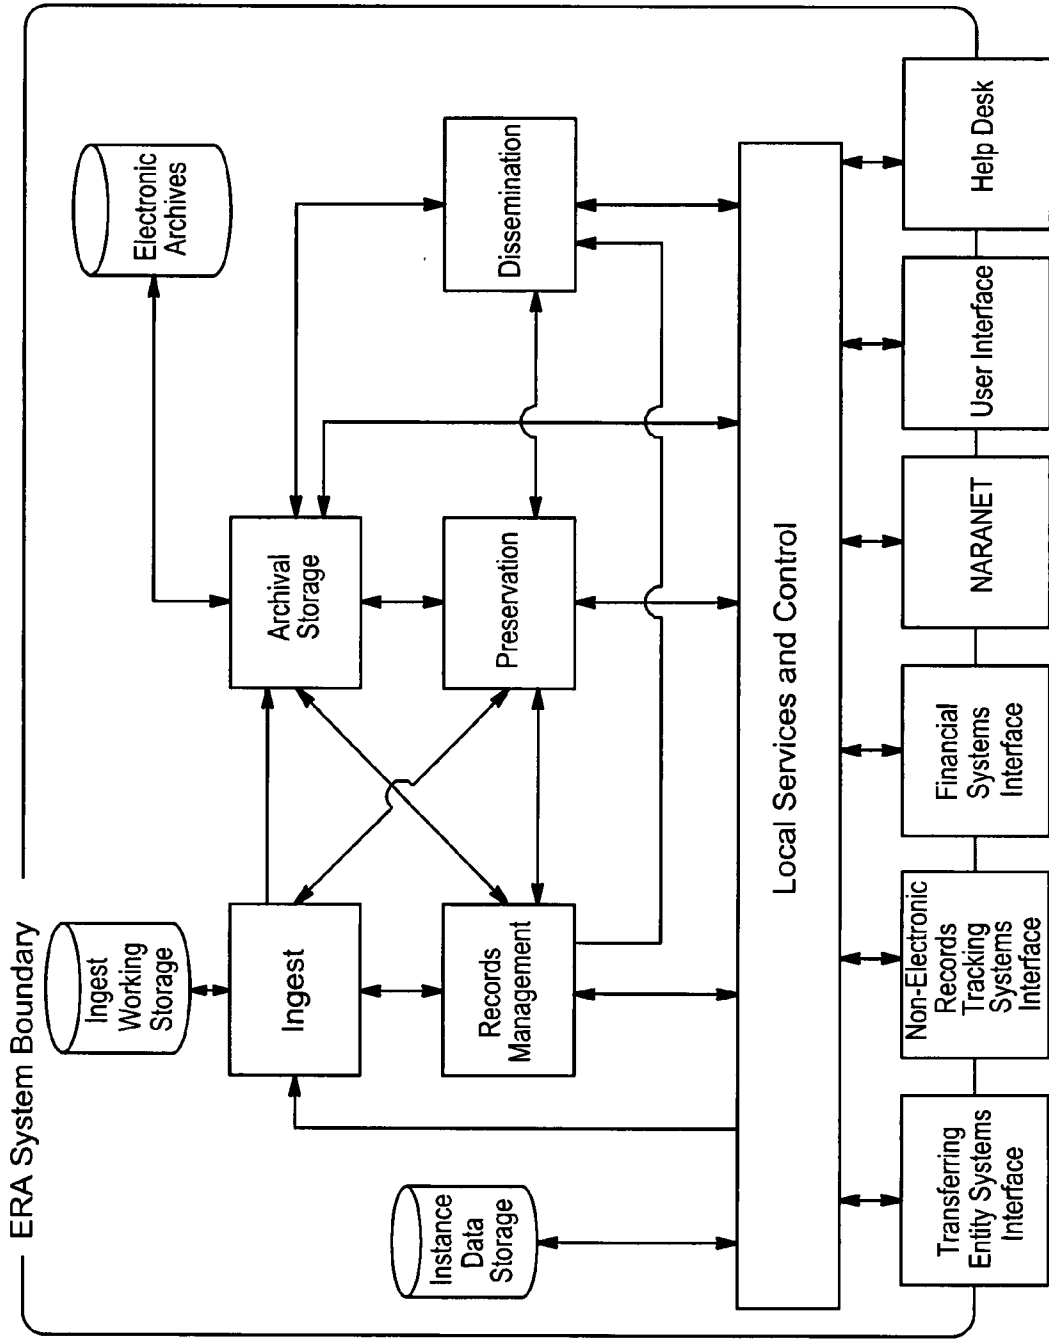 ERA System Boundary
Ingest
Working
Storage
Electronic
Archives
Ingest
Archival
Storage
Instance
Data
Storage
Records
Management
Preservation
Dissemination
Local Services and Control
Transferring
Entity Systems
Interface
Non-Electronic
Records
Tracking
Systems
Interface
Financial
Systems
Interface
NARANET
User Interface
Help Desk